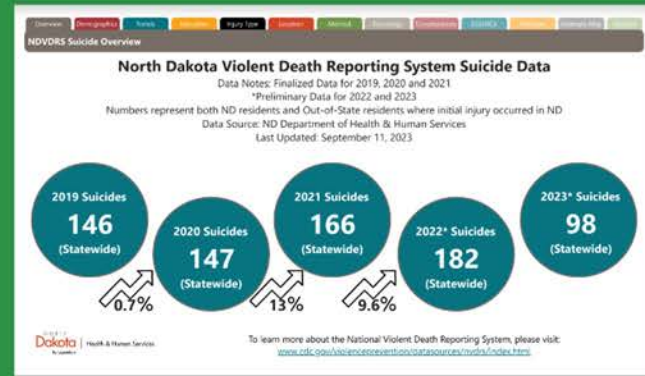 Overview Demographics Trends Education Injury Type Location Method Toxicology Circumstances
NDVDRS Suicide Overview
North Dakota Violent Death Reporting System Suicide Data
Data Notes: Finalized Data for 2019, 2020 and 2021
*Preliminary Data for 2022 and 2023
Numbers represent both ND residents and Out-of-State residents where initial injury occurred in ND
Data Source: ND Department of Health & Human Services
Last Updated: September 11, 2023
2019 Suicides
146
(Statewide)
0.7%
2020 Suicides
147
(Statewide)
13%
2021 Suicides
166
(Statewide)
9.6%
2022* Suicides
182
(Statewide)
2023* Suicides
98
(Statewide)
Dakota | Health & Human Services
To learn more about the National Violent Death Reporting System, please visit:
www.cdc.gov/violenceprevention/datasources/nvdrs/index.html